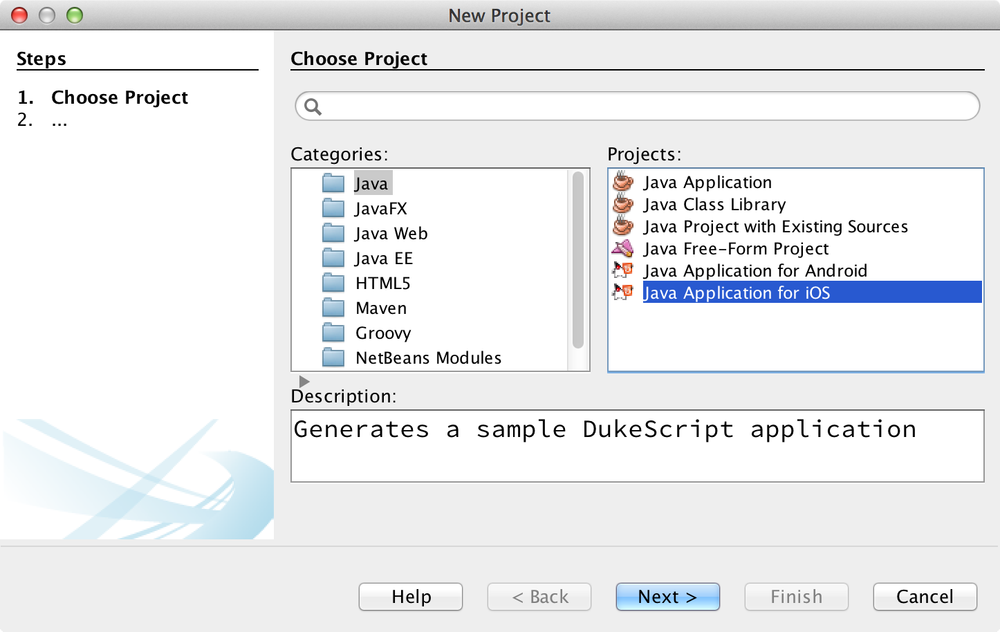 New Project
Steps
1. Choose Project
2. ...
Choose Project
Categories:
Java
JavaFX
Java Web
Java EE
HTML5
Maven
Groovy
NetBeans Modules
Projects:
Java Application
Java Class Library
Java Project with Existing Sources
Java Free-Form Project
Java Application for Android
Java Application for iOS
Description:
Generates a sample DukeScript application
Help
< Back
Next >
Finish
Cancel